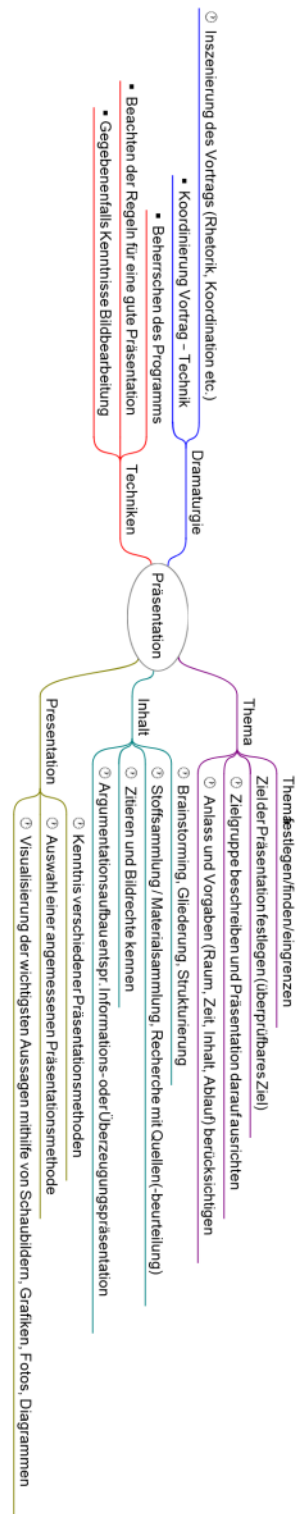 Präsentation
Thema
Thema festlegen/finden/eingrenzen
Ziel der Präsentation festlegen (überprüfbares Ziel)
Zielgruppe beschreiben und Präsentation darauf ausrichten
Anlass und Vorgaben (Raum, Zeit, Inhalt, Ablauf) berücksichtigen
Inhalt
Brainstorming, Gliederung, Strukturierung
Stoffsammlung / Materialsammlung, Recherche mit Quellen(-beurteilung)
Zitieren und Bildrechte kennen
Argumentationsaufbau entspr. Informations- oder Überzeugungspräsentation
Presentation
Kenntnis verschiedener Präsentationsmethoden
Auswahl einer angemessenen Präsentationsmethode
Visualisierung der wichtigsten Aussagen mithilfe von Schaubildern, Grafiken, Fotos, Diagrammen
Dramaturgie
Inszenierung des Vortrags (Rhetorik, Koordination etc.)
Koordinierung Vortrag - Technik
Techniken
Beherrschen des Programms
Beachten der Regeln für eine gute Präsentation
Gegebenenfalls Kenntnisse Bildbearbeitung